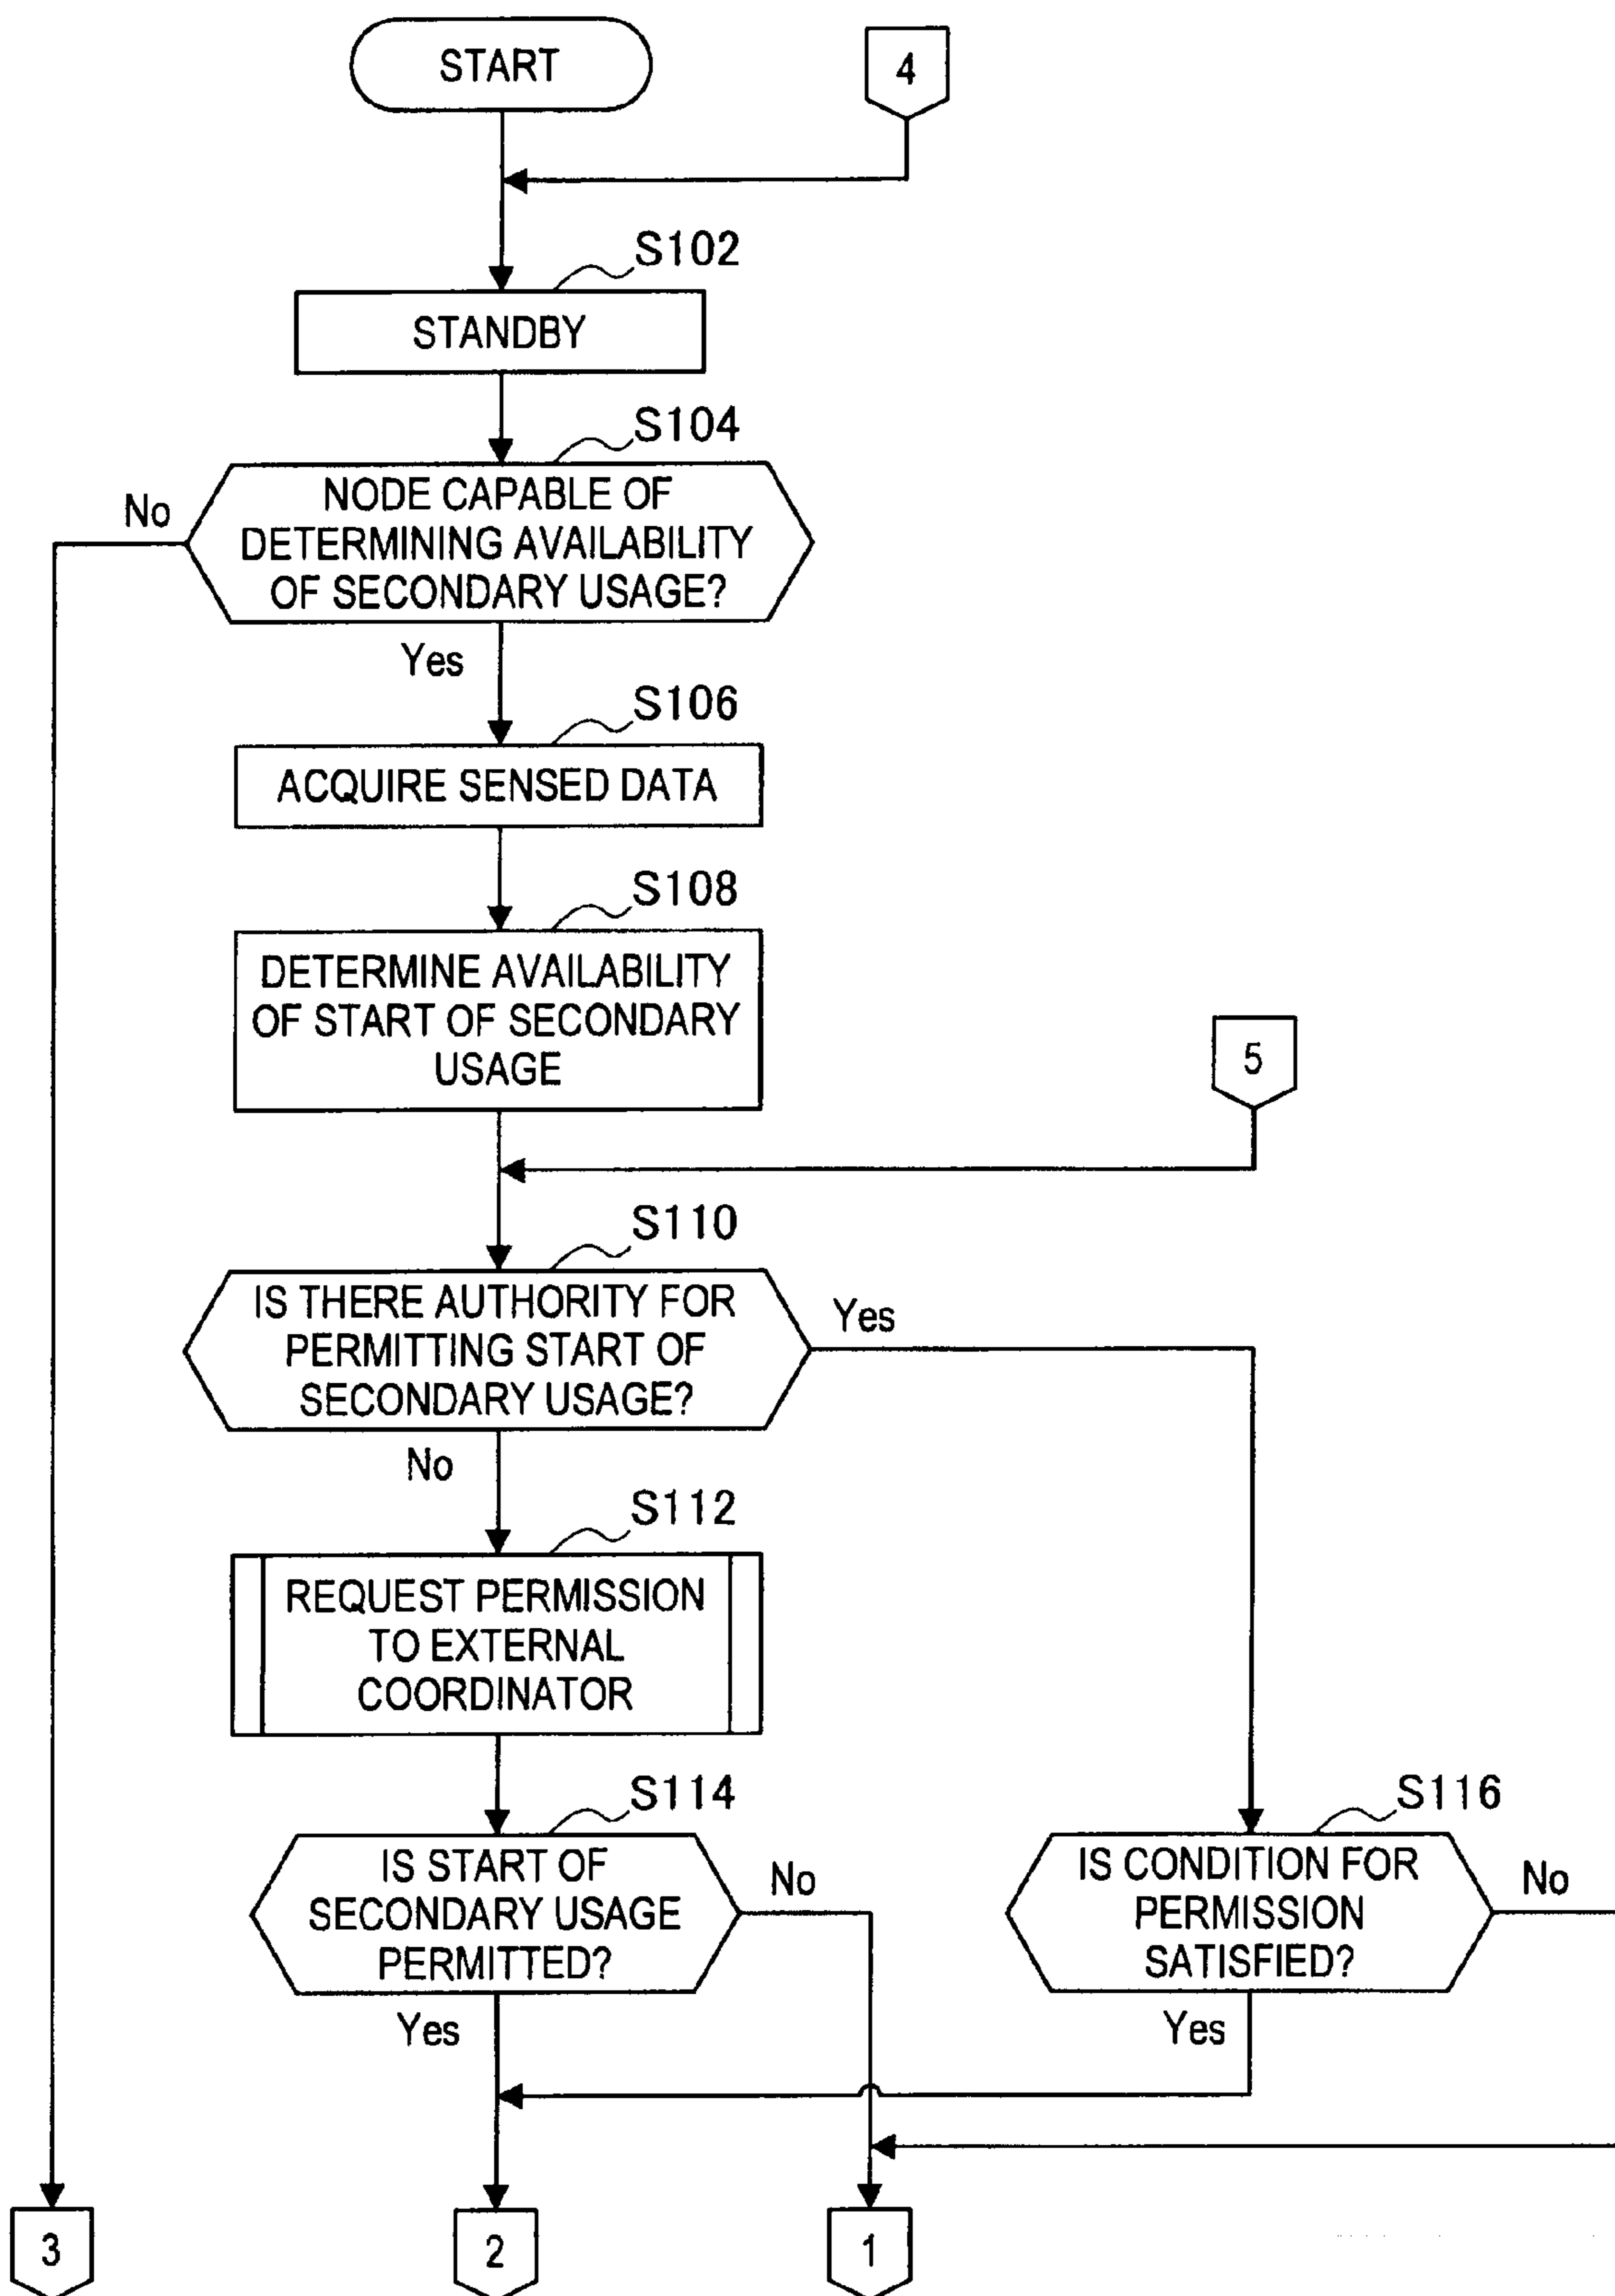 START
4
S102
STANDBY
S104
No
NODE CAPABLE OF
DETERMINING AVAILABILITY
OF SECONDARY USAGE?
Yes
S106
ACQUIRE SENSED DATA
S108
DETERMINE AVAILABILITY
OF START OF SECONDARY
USAGE
5
S110
IS THERE AUTHORITY FOR
PERMITTING START OF
SECONDARY USAGE?
Yes
No
S112
REQUEST PERMISSION
TO EXTERNAL
COORDINATOR
S114
IS START OF
SECONDARY USAGE
PERMITTED?
No
Yes
S116
IS CONDITION FOR
PERMISSION
SATISFIED?
No
Yes
3
2
1